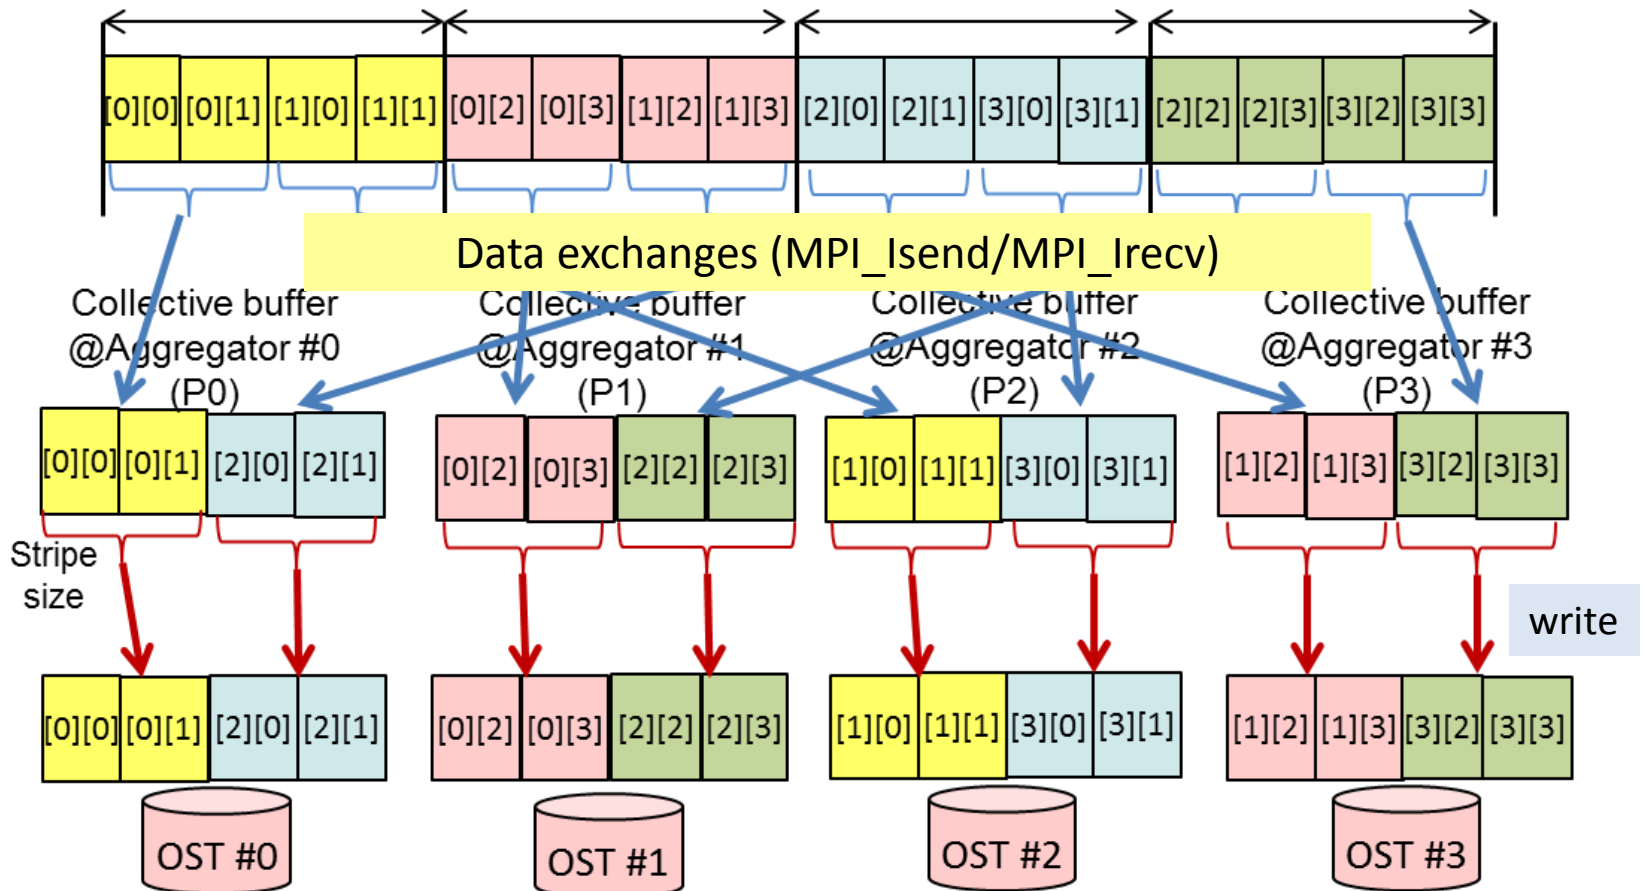 [0][0] [0][1] [1][0] [1][1] [0][2] [0][3] [1][2] [1][3] [2][0] [2][1] [3][0] [3][1] [2][2] [2][3] [3][2] [3][3]
Data exchanges (MPI_Isend/MPI_Irecv)
Collective buffer
@Aggregator #0
(P0)
Collective buffer
@Aggregator #1
(P1)
Collective buffer
@Aggregator #2
(P2)
Collective buffer
@Aggregator #3
(P3)
[0][0] [0][1] [2][0] [2][1] [0][2] [0][3] [2][2] [2][3] [1][0] [1][1] [3][0] [3][1] [1][2] [1][3] [3][2] [3][3]
Stripe
size
write
[0][0] [0][1] [2][0] [2][1] [0][2] [0][3] [2][2] [2][3] [1][0] [1][1] [3][0] [3][1] [1][2] [1][3] [3][2] [3][3]
OST #0 OST #1 OST #2 OST #3